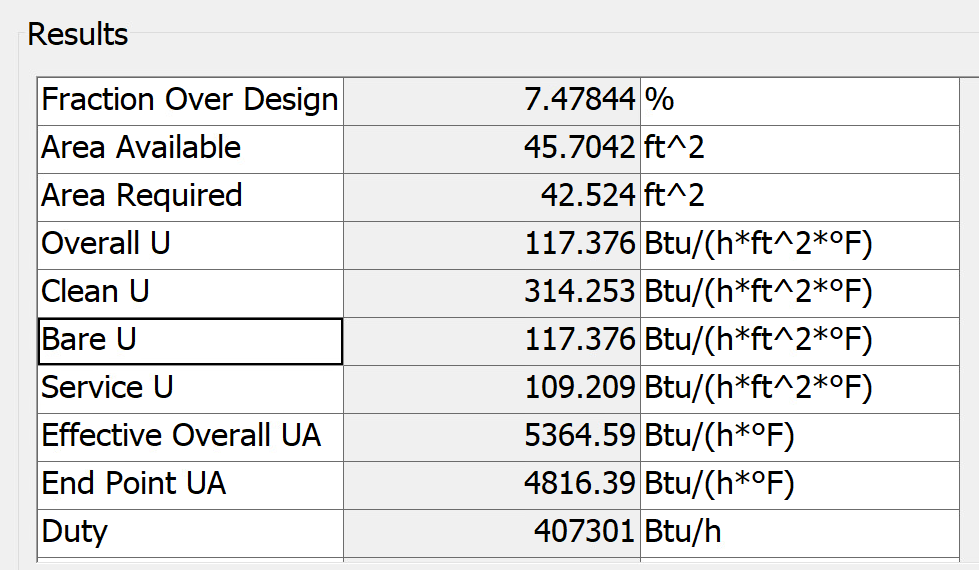 Results
Fraction Over Design 7.47844 %
Area Available 45.7042 ft^2
Area Required 42.524 ft^2
Overall U 117.376 Btu/(h*ft^2*°F)
Clean U 314.253 Btu/(h*ft^2*°F)
Bare U 117.376 Btu/(h*ft^2*°F)
Service U 109.209 Btu/(h*ft^2*°F)
Effective Overall UA 5364.59 Btu/(h*°F)
End Point UA 4816.39 Btu/(h*°F)
Duty 407301 Btu/h